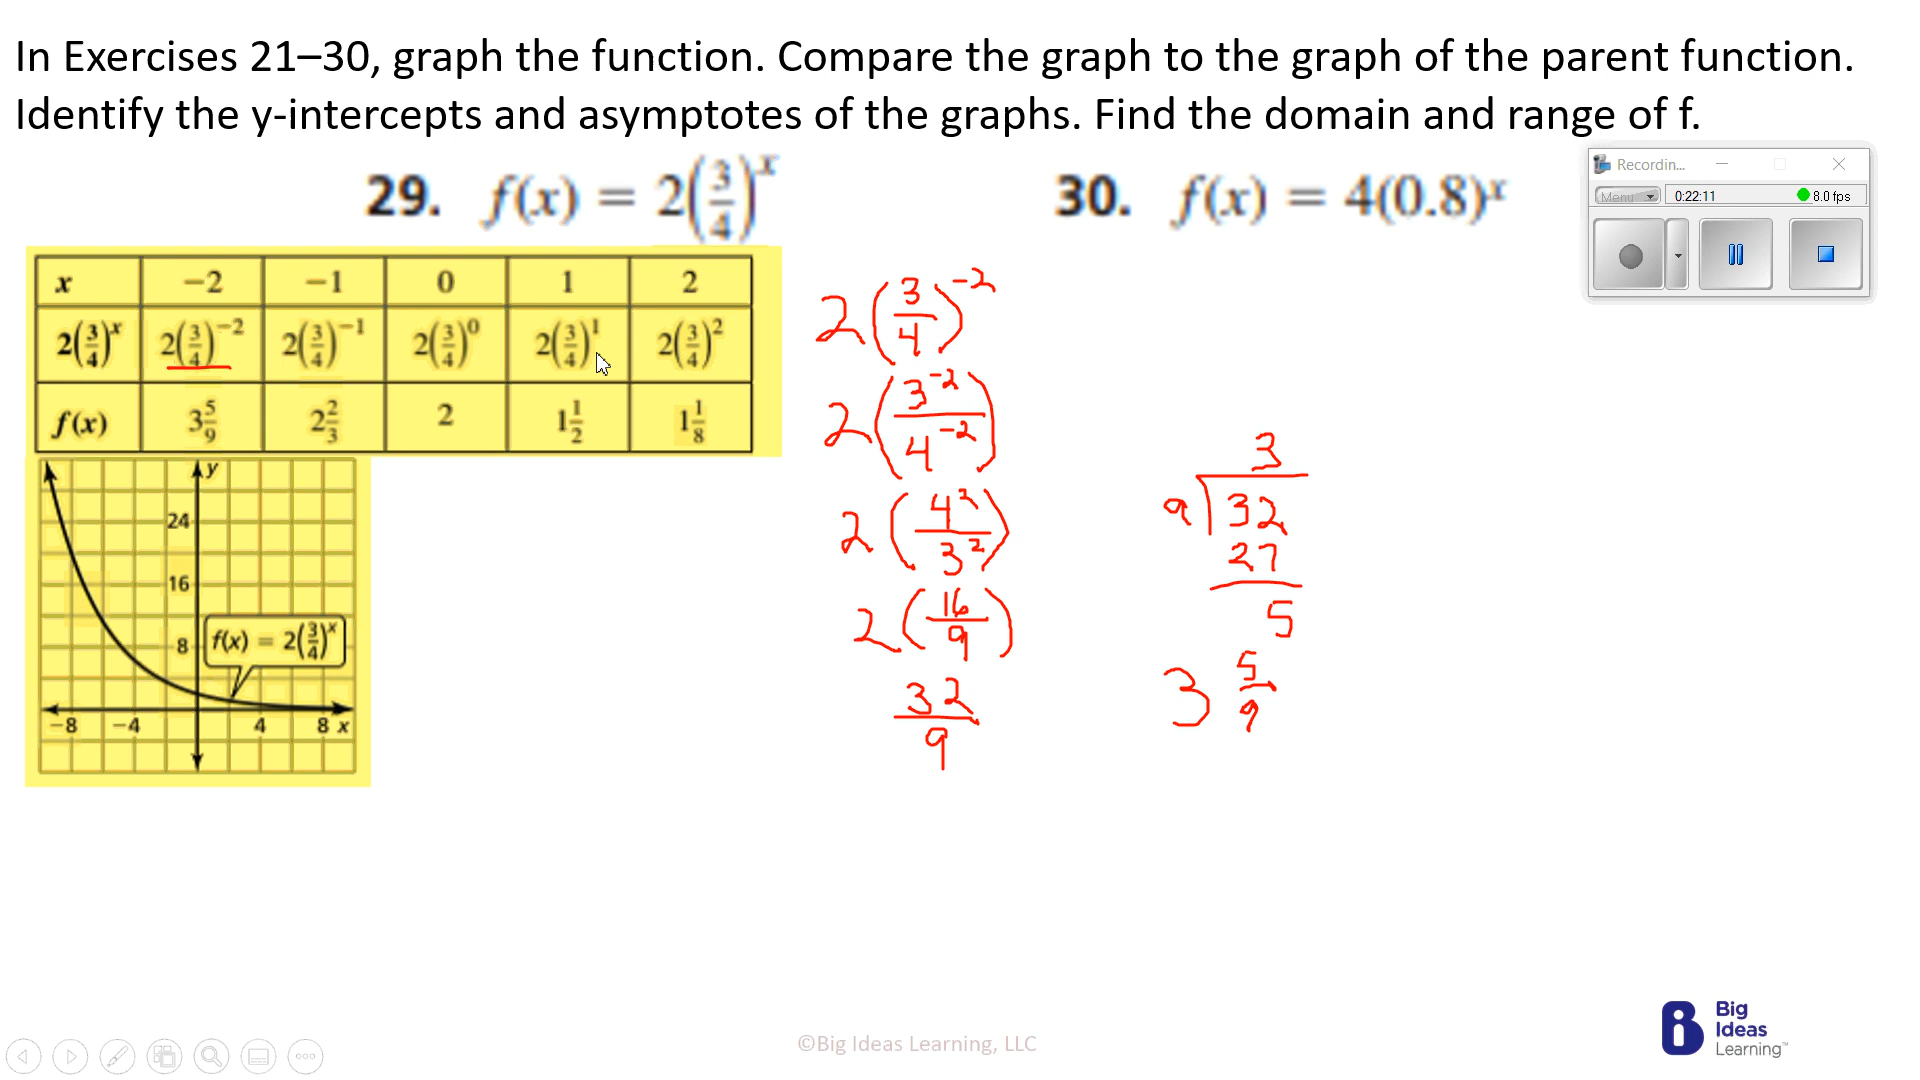 In Exercises 21–30, graph the function. Compare the graph to the graph of the parent function.
Identify the y-intercepts and asymptotes of the graphs. Find the domain and range of f.
29. f(x) = 2(3/4)^x
30. f(x) = 4(0.8)^x
Recordin...
Menu 0:22:11 8.0 fps
x −2 −1 0 1 2
2(3/4)^x 2(3/4)^−2 2(3/4)^−1 2(3/4)^0 2(3/4)^1 2(3/4)^2
f(x) 3 5/9 2 2/3 2 1 1/2 1 1/8
y
24
16
8
f(x) = 2(3/4)^x
−8 −4 4 8 x
2(3/4)^−2
2(3^−2/4^−2)
2(4^2/3^2)
2(16/9)
32/9
3
9 32
27
5
3 5/9
©Big Ideas Learning, LLC
Big
Ideas
Learning™